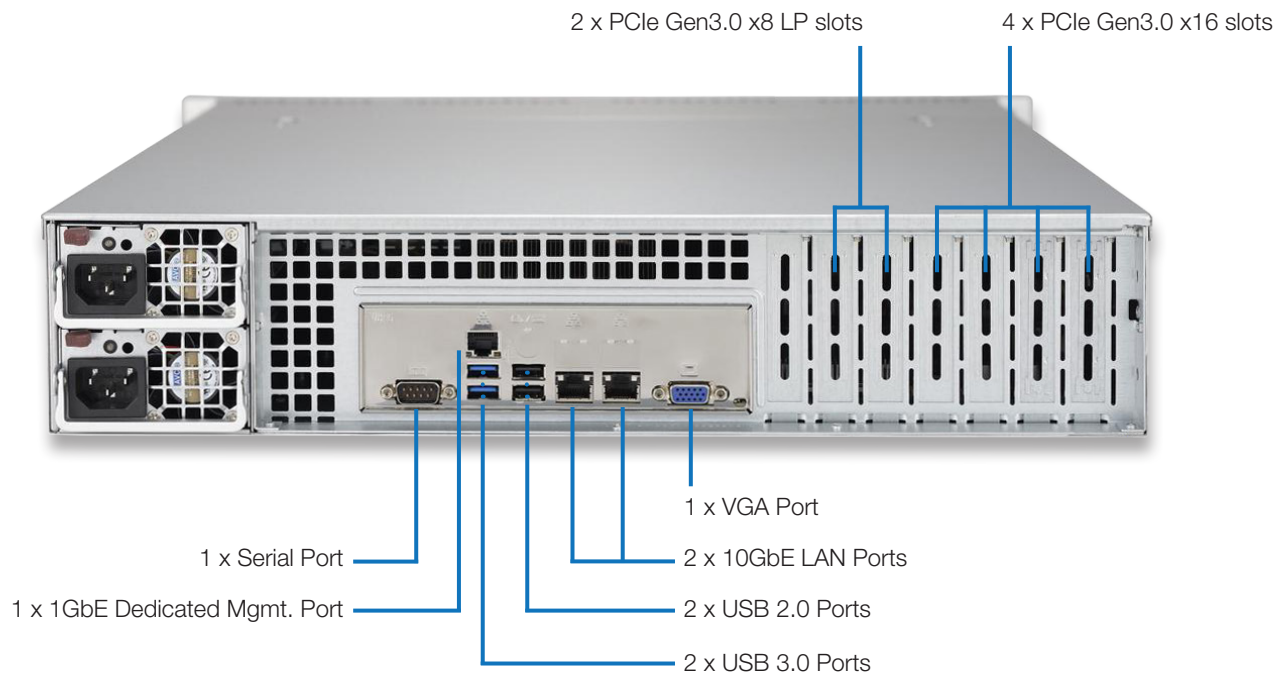 2 x PCIe Gen3.0 x8 LP slots
4 x PCIe Gen3.0 x16 slots
1 x VGA Port
1 x Serial Port
2 x 10GbE LAN Ports
1 x 1GbE Dedicated Mgmt. Port
2 x USB 2.0 Ports
2 x USB 3.0 Ports